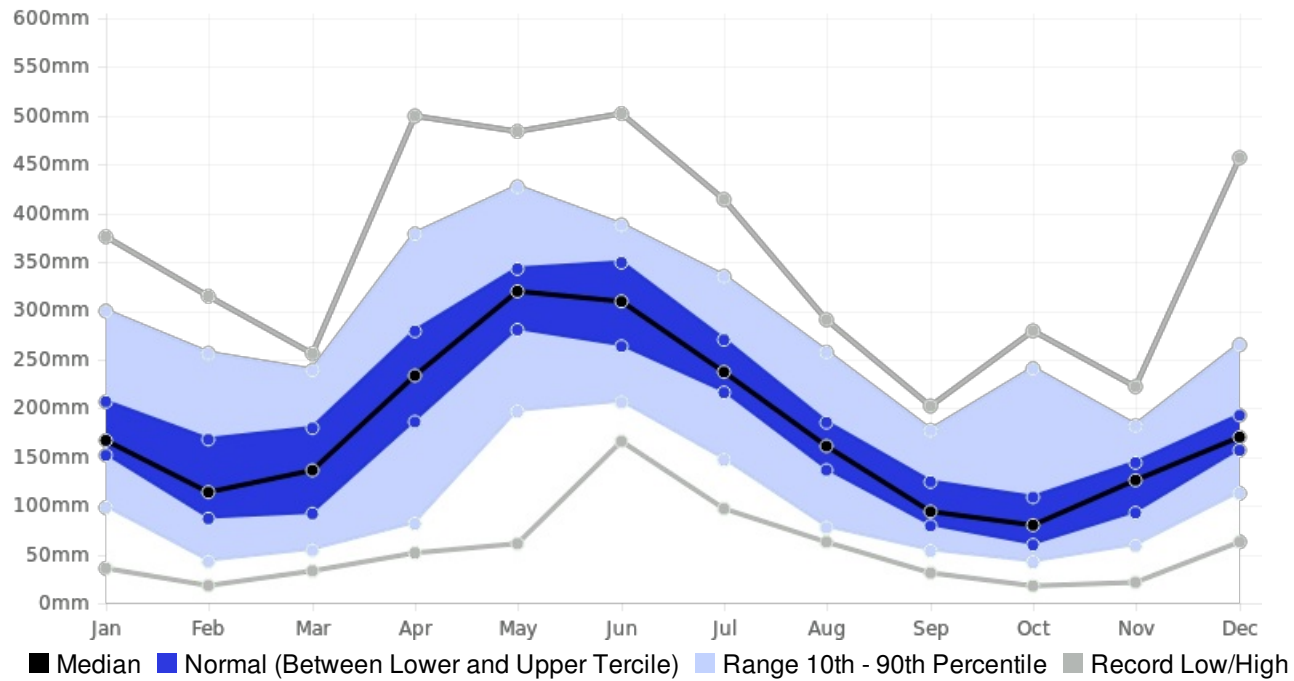 600mm
550mm
500mm
450mm
400mm
350mm
300mm
250mm
200mm
150mm
100mm
50mm
0mm
Jan Feb Mar Apr May Jun Jul Aug Sep Oct Nov Dec
Median Normal (Between Lower and Upper Tercile) Range 10th - 90th Percentile Record Low/High